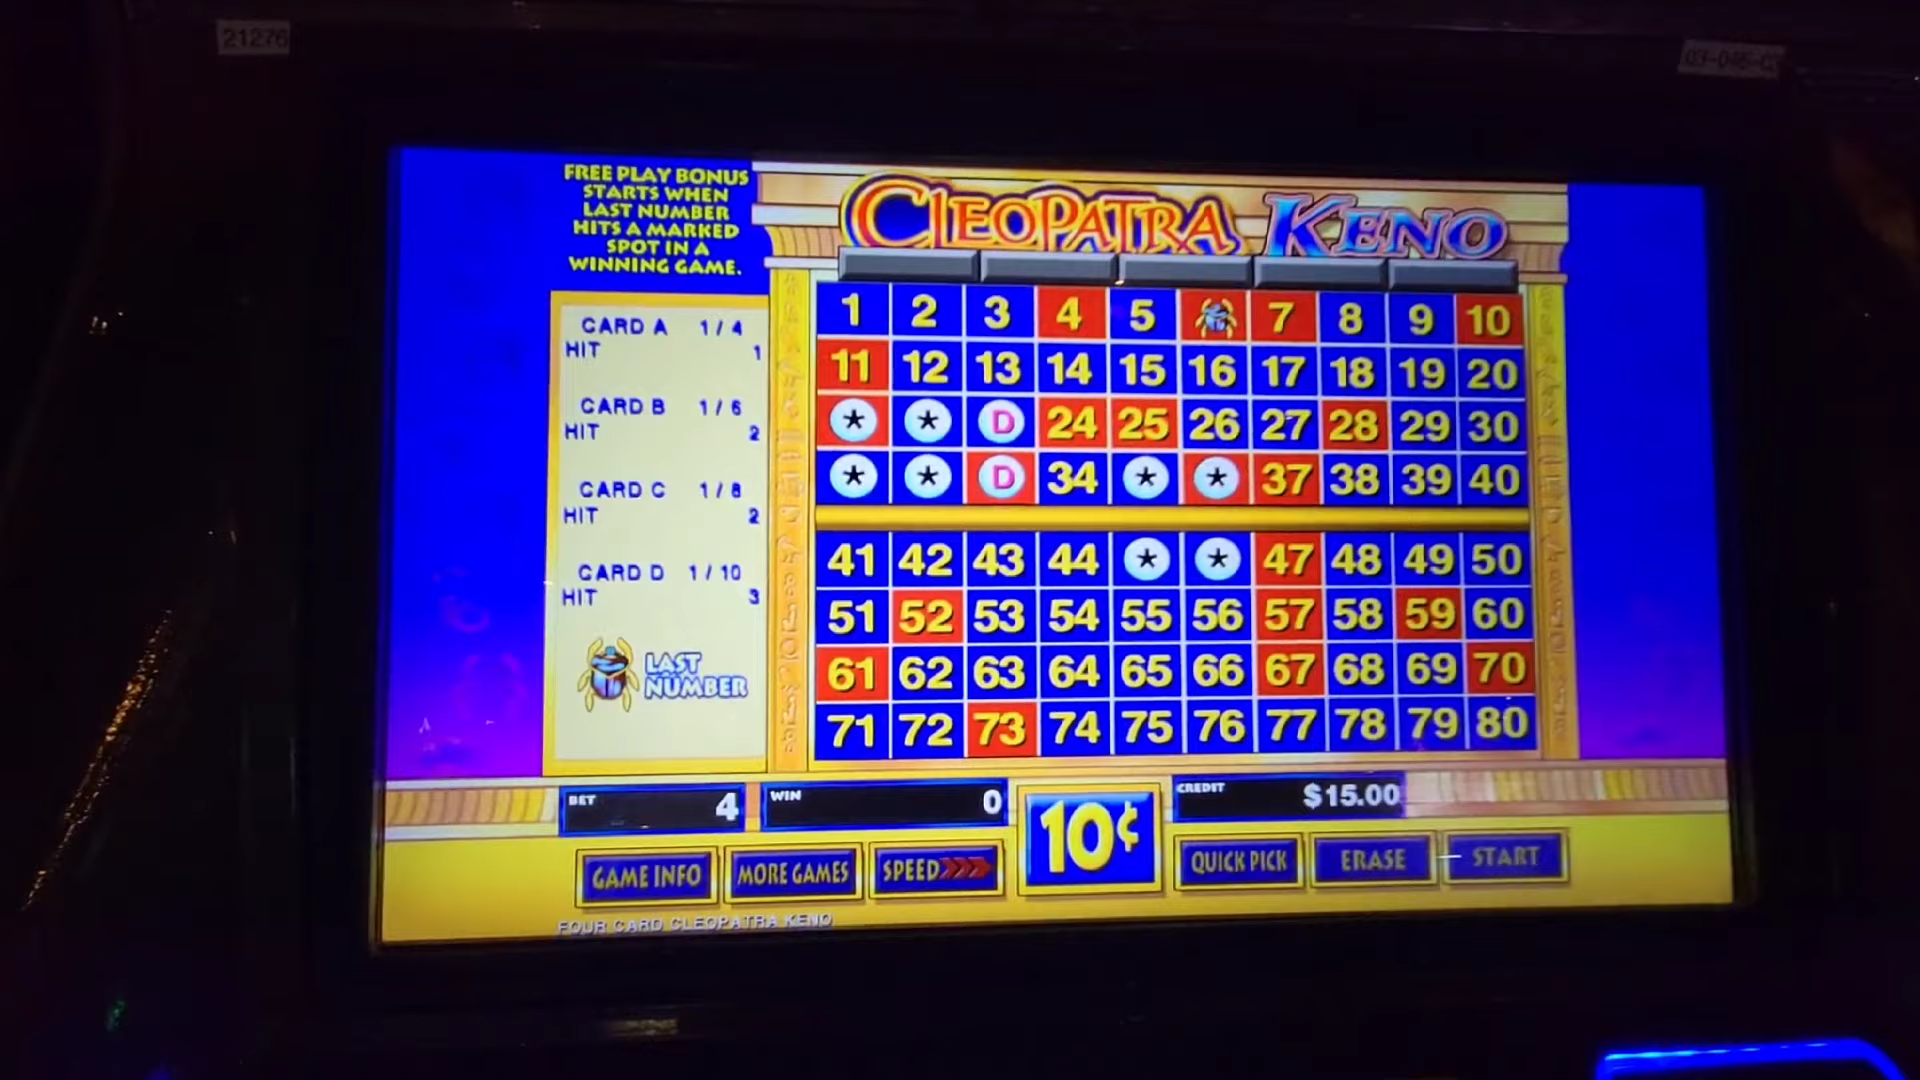 21276
FREE PLAY BONUS
STARTS WHEN
LAST NUMBER
HITS A MARKED
SPOT IN A
WINNING GAME.
CLEOPATRA KENO
CARD A 1/4
HIT 1
CARD B 1/6
HIT 2
CARD C 1/8
HIT 2
CARD D 1/10
HIT 3
LAST
NUMBER
1 2 3 4 5 7 8 9 10
11 12 13 14 15 16 17 18 19 20
* * D 24 25 26 27 28 29 30
* * D 34 * * 37 38 39 40
41 42 43 44 * * 47 48 49 50
51 52 53 54 55 56 57 58 59 60
61 62 63 64 65 66 67 68 69 70
71 72 73 74 75 76 77 78 79 80
BET 4
WIN 0
10¢
CREDIT $15.00
GAME INFO
MORE GAMES
SPEED
QUICK PICK
ERASE
START
FOUR CARD CLEOPATRA KENO